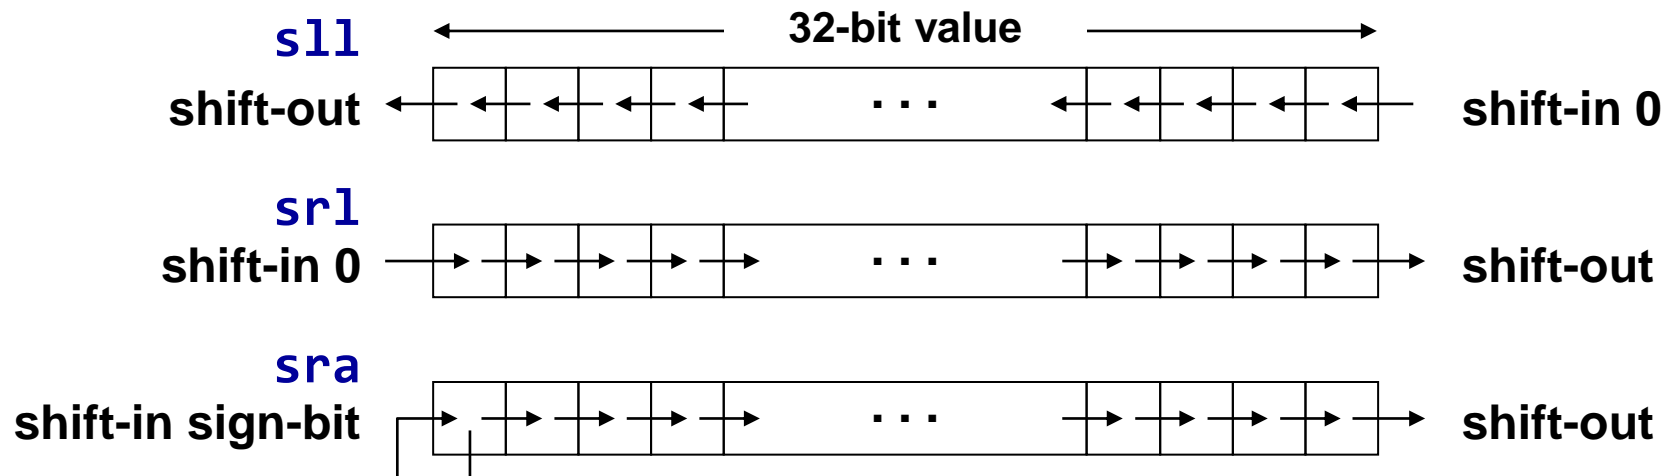 sll
32-bit value
shift-out
. . .
shift-in 0
srl
shift-in 0
. . .
shift-out
sra
shift-in sign-bit
. . .
shift-out